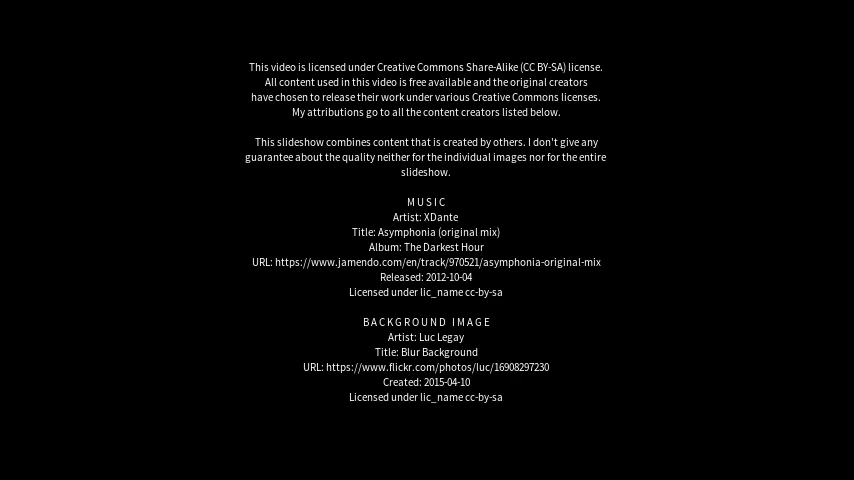 This video is licensed under Creative Commons Share-Alike (CC BY-SA) license.
All content used in this video is free available and the original creators
have chosen to release their work under various Creative Commons licenses.
My attributions go to all the content creators listed below.
This slideshow combines content that is created by others. I don't give any
guarantee about the quality neither for the individual images nor for the entire
slideshow.
MUSIC
Artist: XDante
Title: Asymphonia (original mix)
Album: The Darkest Hour
URL: https://www.jamendo.com/en/track/970521/asymphonia-original-mix
Released: 2012-10-04
Licensed under lic_name cc-by-sa
BACKGROUND IMAGE
Artist: Luc Legay
Title: Blur Background
URL: https://www.flickr.com/photos/luc/16908297230
Created: 2015-04-10
Licensed under lic_name cc-by-sa